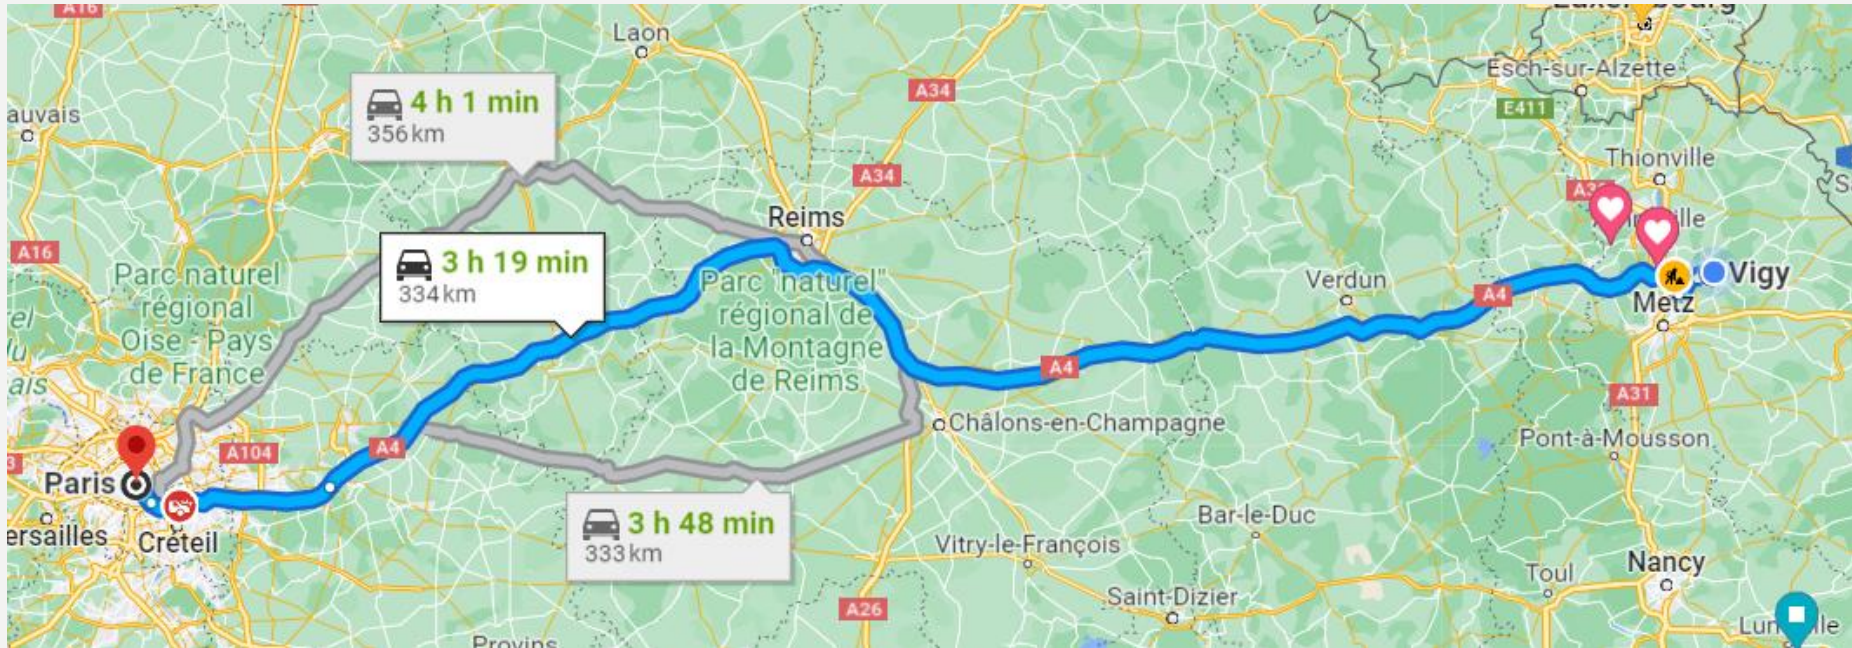 A16
Laon
Esch-sur-Alzette
4 h 1 min
356 km
A34
E411
auvais
Thionville
A34
Reims
ville
A16
3 h 19 min
334 km
Parc naturel
régional
Oise - Pays
de France
Parc "naturel"
régional de
la Montagne
de Reims
Verdun
A4
Vigy
Metz
A4
A31
Châlons-en-Champagne
A4
A104
Pont-à-Mousson
Paris
ersailles
Créteil
3 h 48 min
333 km
Bar-le-Duc
Vitry-le-François
Nancy
Toul
Saint-Dizier
A26
Provins